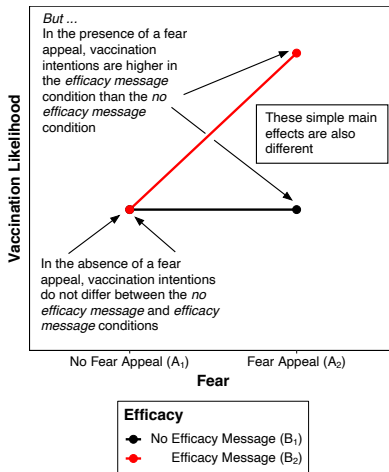 But ...
In the presence of a fear
appeal, vaccination
intentions are higher in
the efficacy message
condition than the no
efficacy message
condition
These simple main
effects are also
different
In the absence of a fear
appeal, vaccination intentions
do not differ between the no
efficacy message and efficacy
message conditions
Vaccination Likelihood
No Fear Appeal (A₁)
Fear Appeal (A₂)
Fear
Efficacy
No Efficacy Message (B₁)
Efficacy Message (B₂)